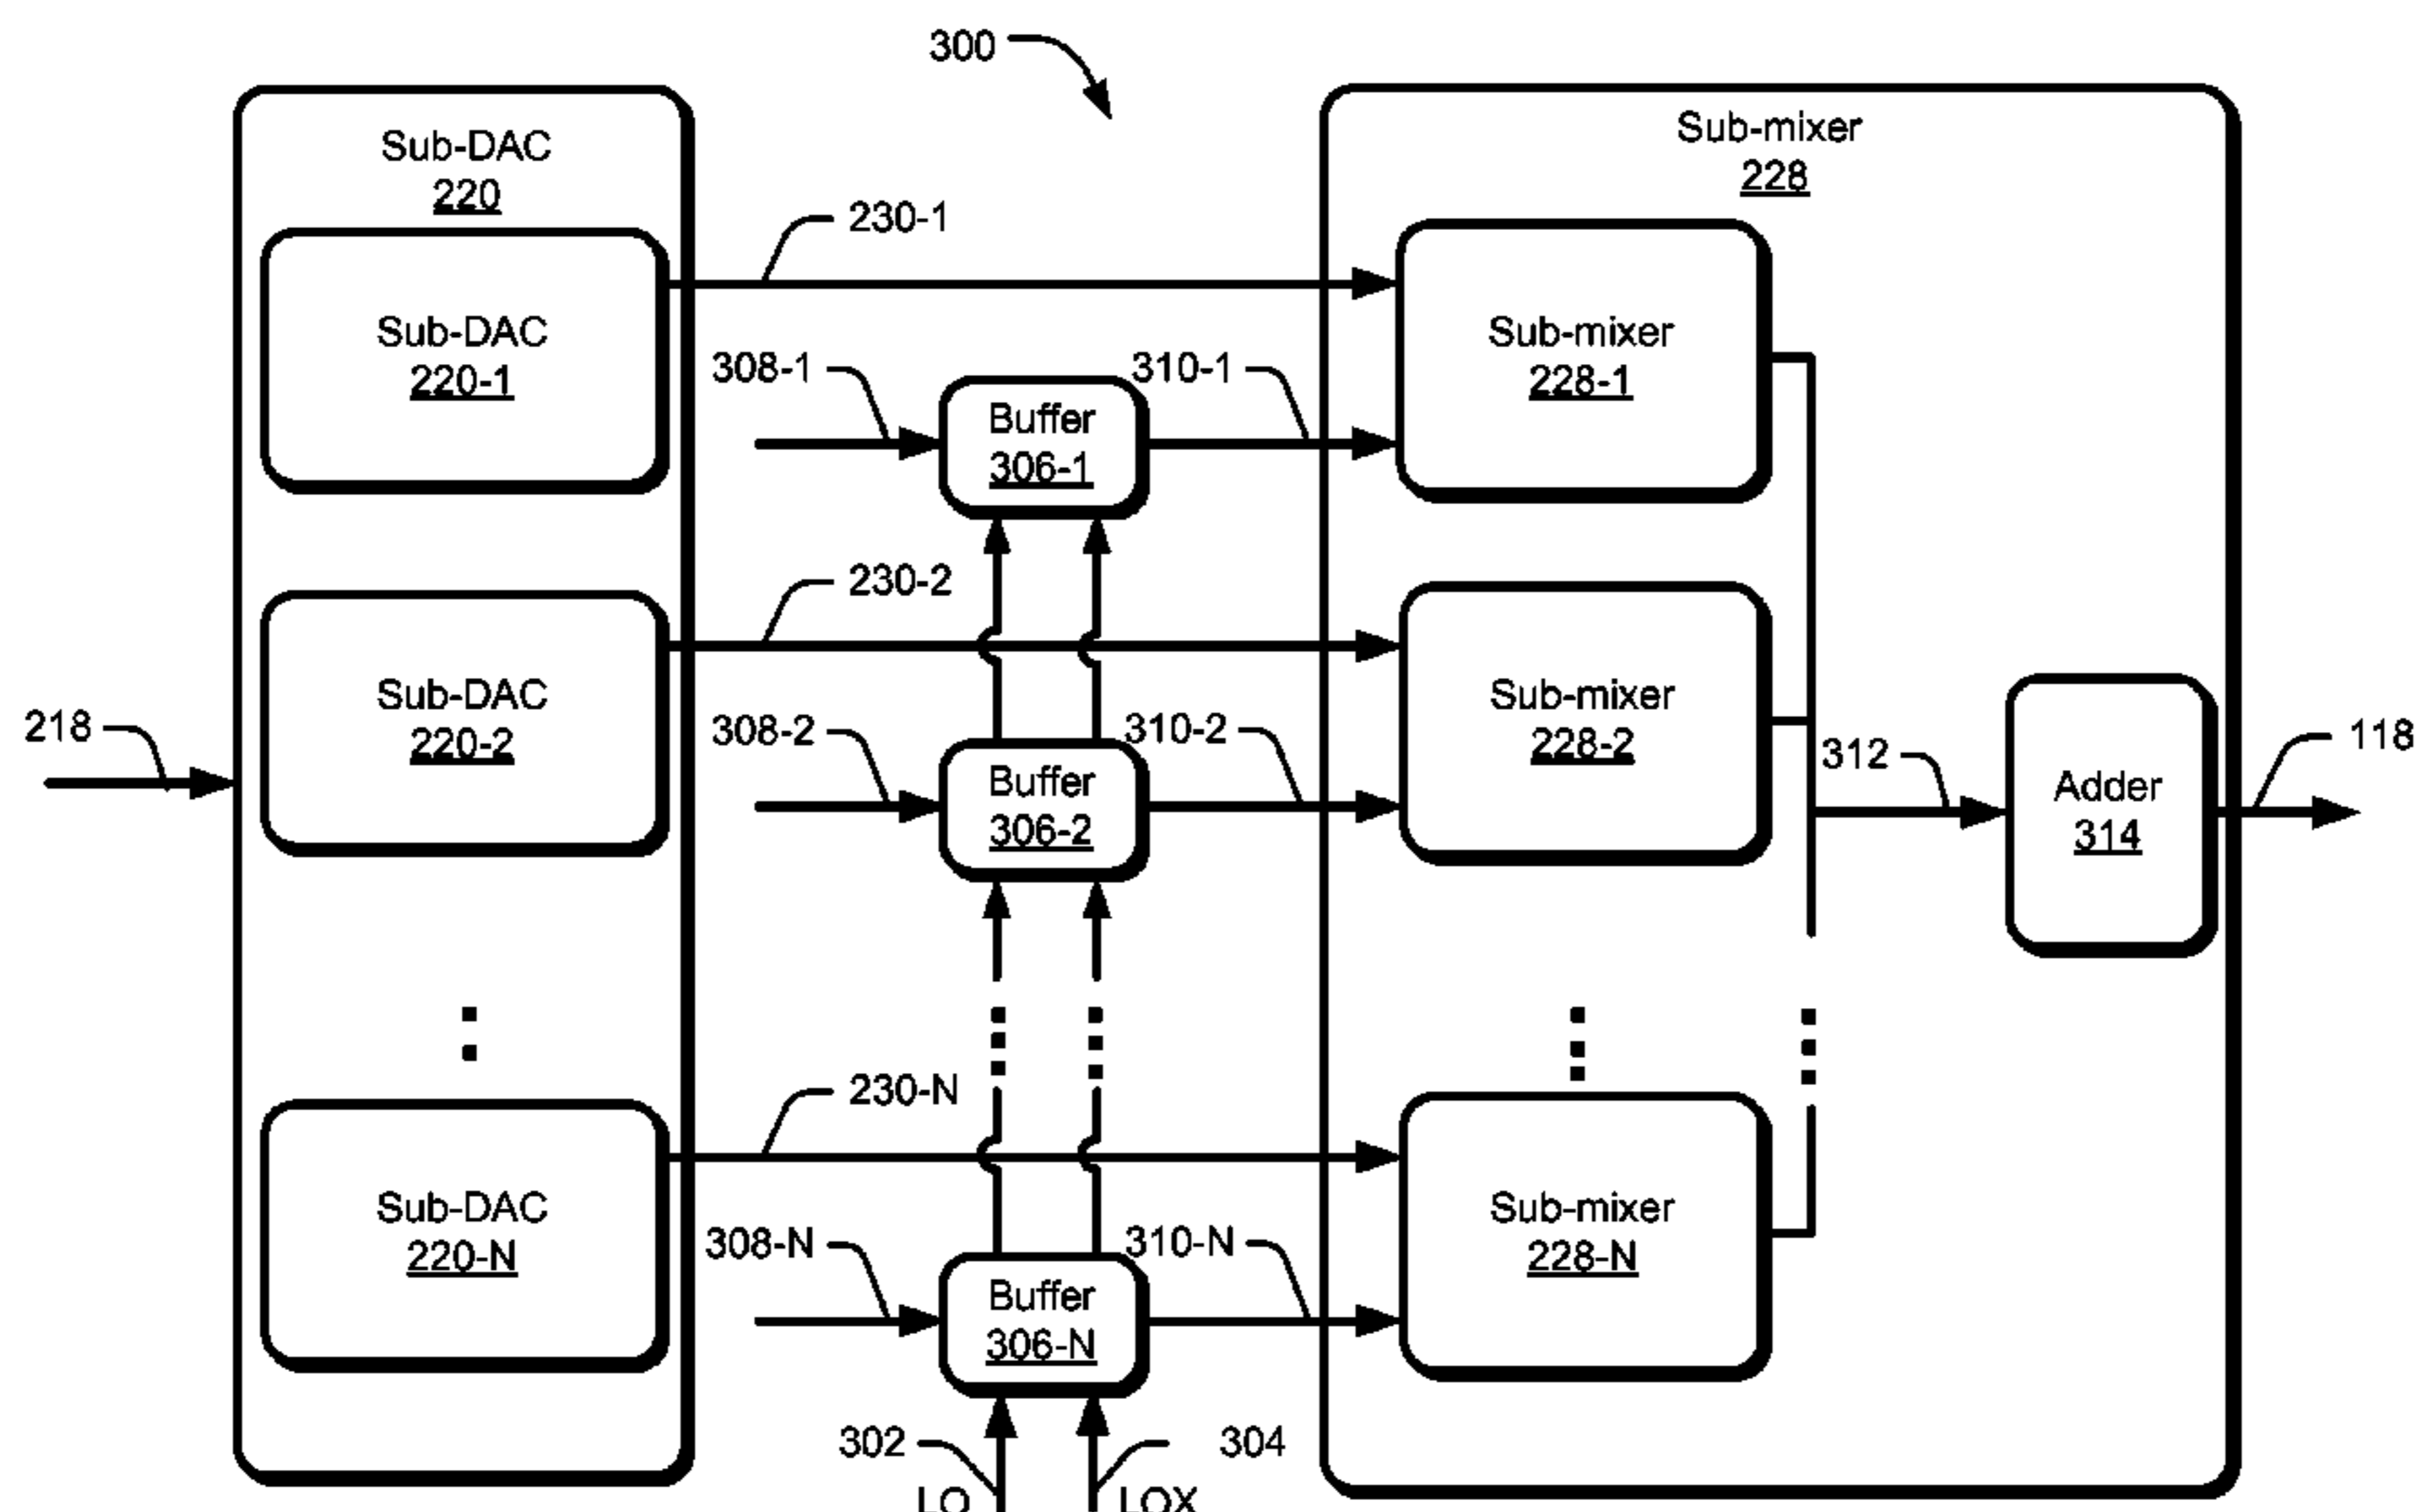 300
Sub-DAC
220
Sub-mixer
228
230-1
Sub-DAC
220-1
308-1
Buffer
306-1
310-1
Sub-mixer
228-1
230-2
Sub-DAC
220-2
308-2
Buffer
306-2
310-2
Sub-mixer
228-2
218
312
Adder
314
118
230-N
Sub-DAC
220-N
308-N
Buffer
306-N
310-N
Sub-mixer
228-N
302
304
LO
LOX